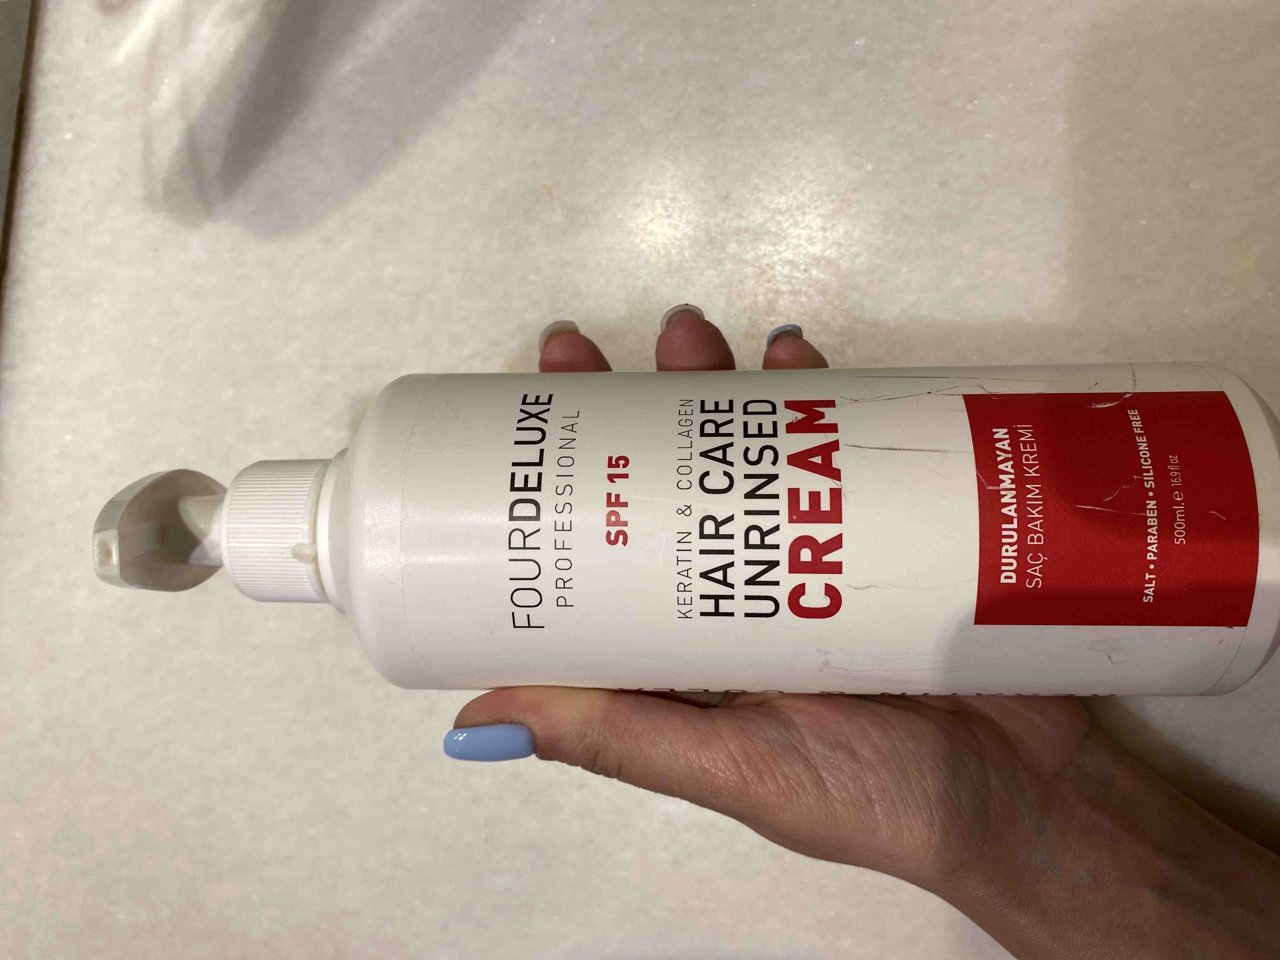 FOURDELUXE
PROFESSIONAL
SPF 15
KERATIN & COLLAGEN
HAIR CARE
UNRINSED
CREAM
DURULANMAYAN
SAÇ BAKIM KREMİ
SALT • PARABEN • SILICONE FREE
500ml. e 16.9 fl oz